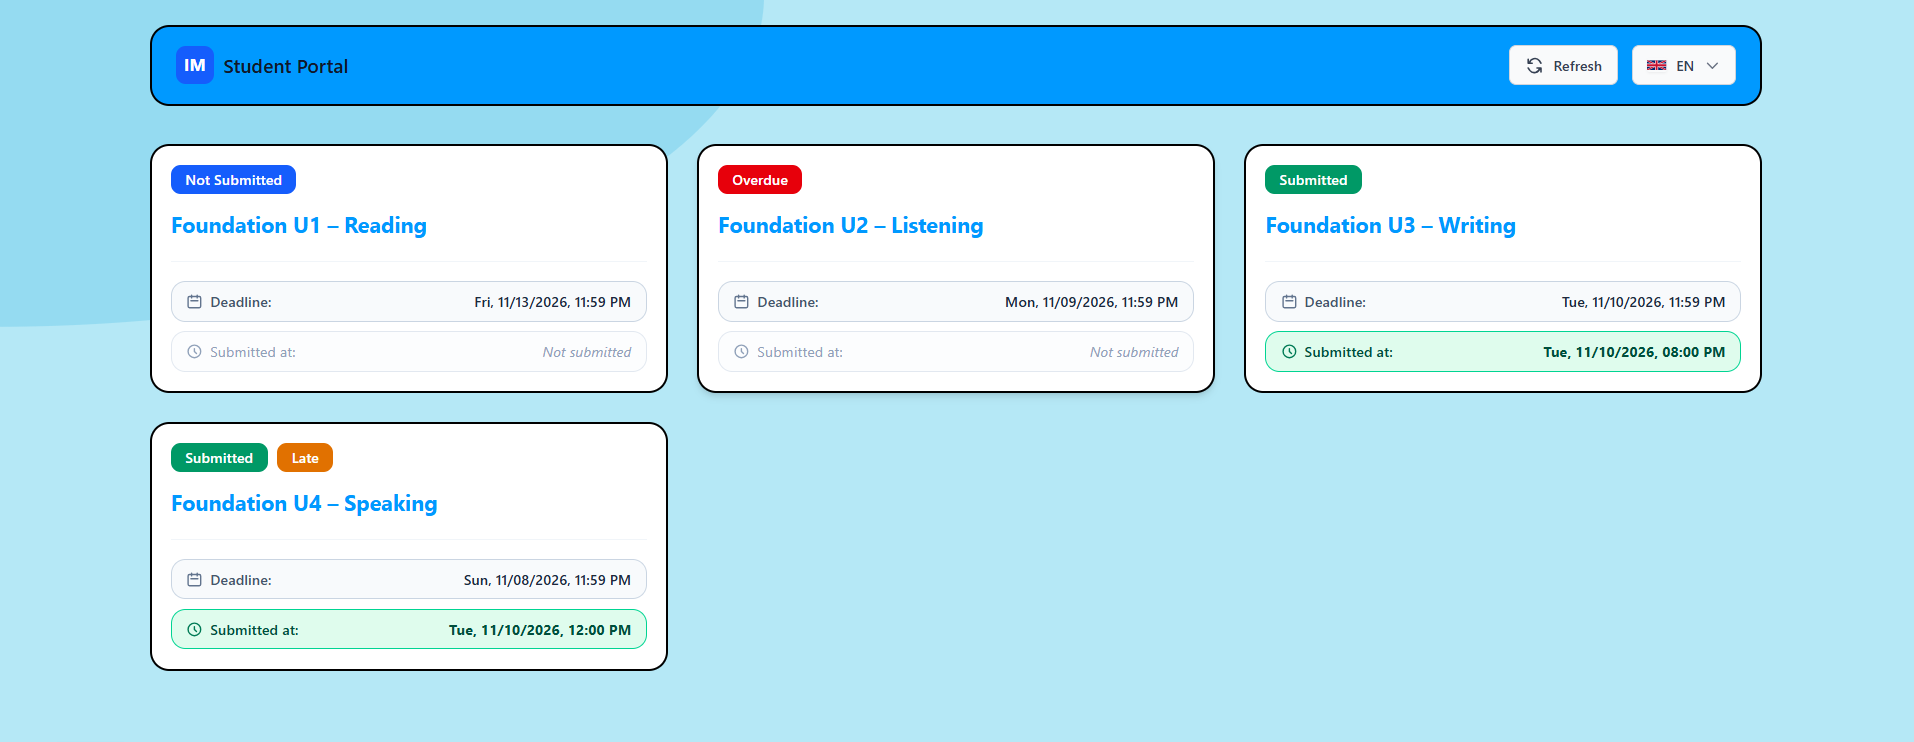 IM Student Portal
Refresh
EN
Not Submitted
Foundation U1 – Reading
Deadline: Fri, 11/13/2026, 11:59 PM
Submitted at: Not submitted
Overdue
Foundation U2 – Listening
Deadline: Mon, 11/09/2026, 11:59 PM
Submitted at: Not submitted
Submitted
Foundation U3 – Writing
Deadline: Tue, 11/10/2026, 11:59 PM
Submitted at: Tue, 11/10/2026, 08:00 PM
Submitted Late
Foundation U4 – Speaking
Deadline: Sun, 11/08/2026, 11:59 PM
Submitted at: Tue, 11/10/2026, 12:00 PM